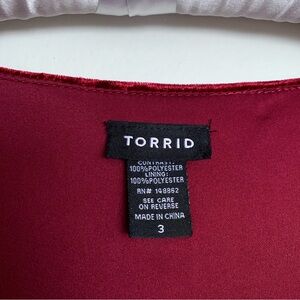 TORRID
CONTRAST:
100%POLYESTER
LINING:
100%POLYESTER
RN# 148862
SEE CARE
ON REVERSE
MADE IN CHINA
3